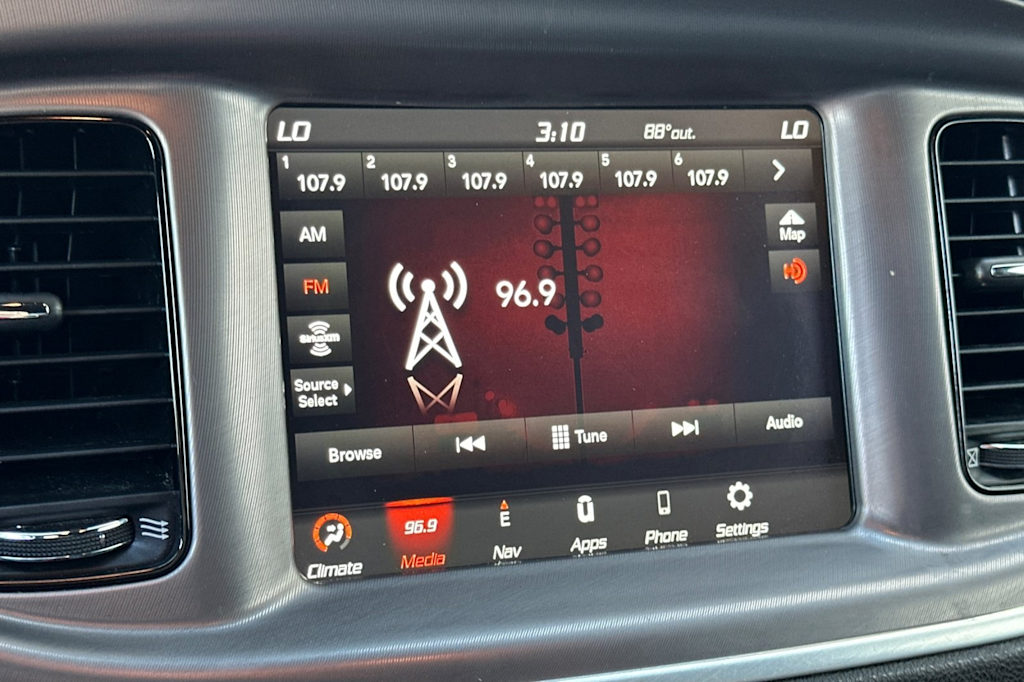 LO 3:10 88°out. LO
1 107.9 2 107.9 3 107.9 4 107.9 5 107.9 6 107.9
AM
Map
FM
96.9
SiriusXM
Source
Select
Browse Tune Audio
96.9 E
Climate Media Nav Apps Phone Settings